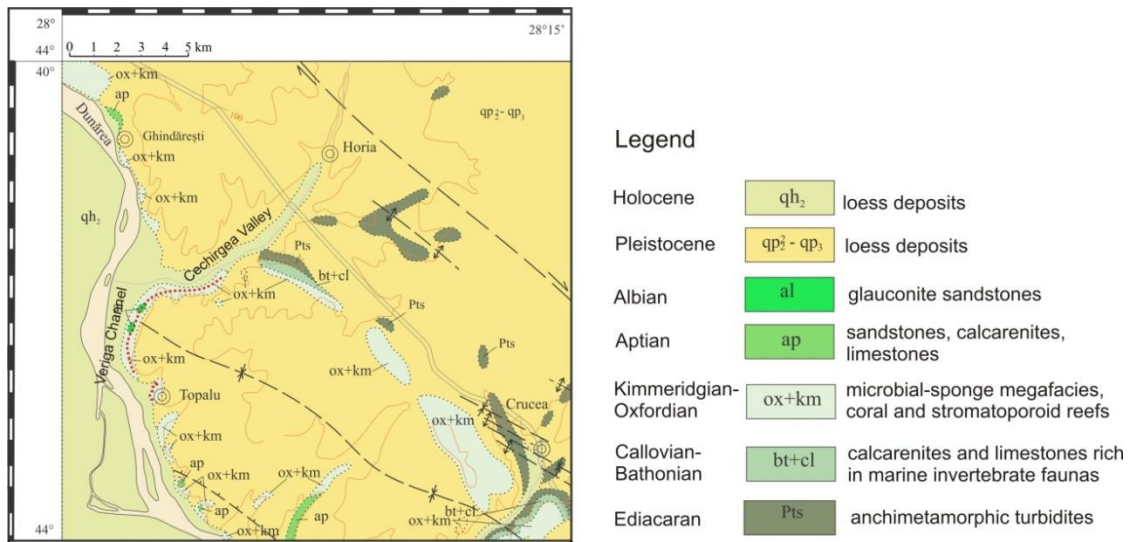 28°
44°
0 1 2 3 4 5 km
28°15'
40°
ox+km
ap
Dunărea
Ghindărești
100
qp²₂ - qp₃
Horia
ox+km
ox+km
qh₂
Cechirgea Valley
Pts
bt+cl
ox+km
Pts
Veriga Channel
ox+km
Pts
ox+km
Topalu
Crucea
ox+km
ox+km
ap
ox+km
ox+km
ap
bt+cl
ox+km
44°
ox+km
ap
Legend
Holocene qh₂ loess deposits
Pleistocene qp²₂ - qp₃ loess deposits
Albian al glauconite sandstones
Aptian ap sandstones, calcarenites,
limestones
Kimmeridgian-
Oxfordian ox+km microbial-sponge megafacies,
coral and stromatoporoid reefs
Callovian-
Bathonian bt+cl calcarenites and limestones rich
in marine invertebrate faunas
Ediacaran Pts anchimetamorphic turbidites